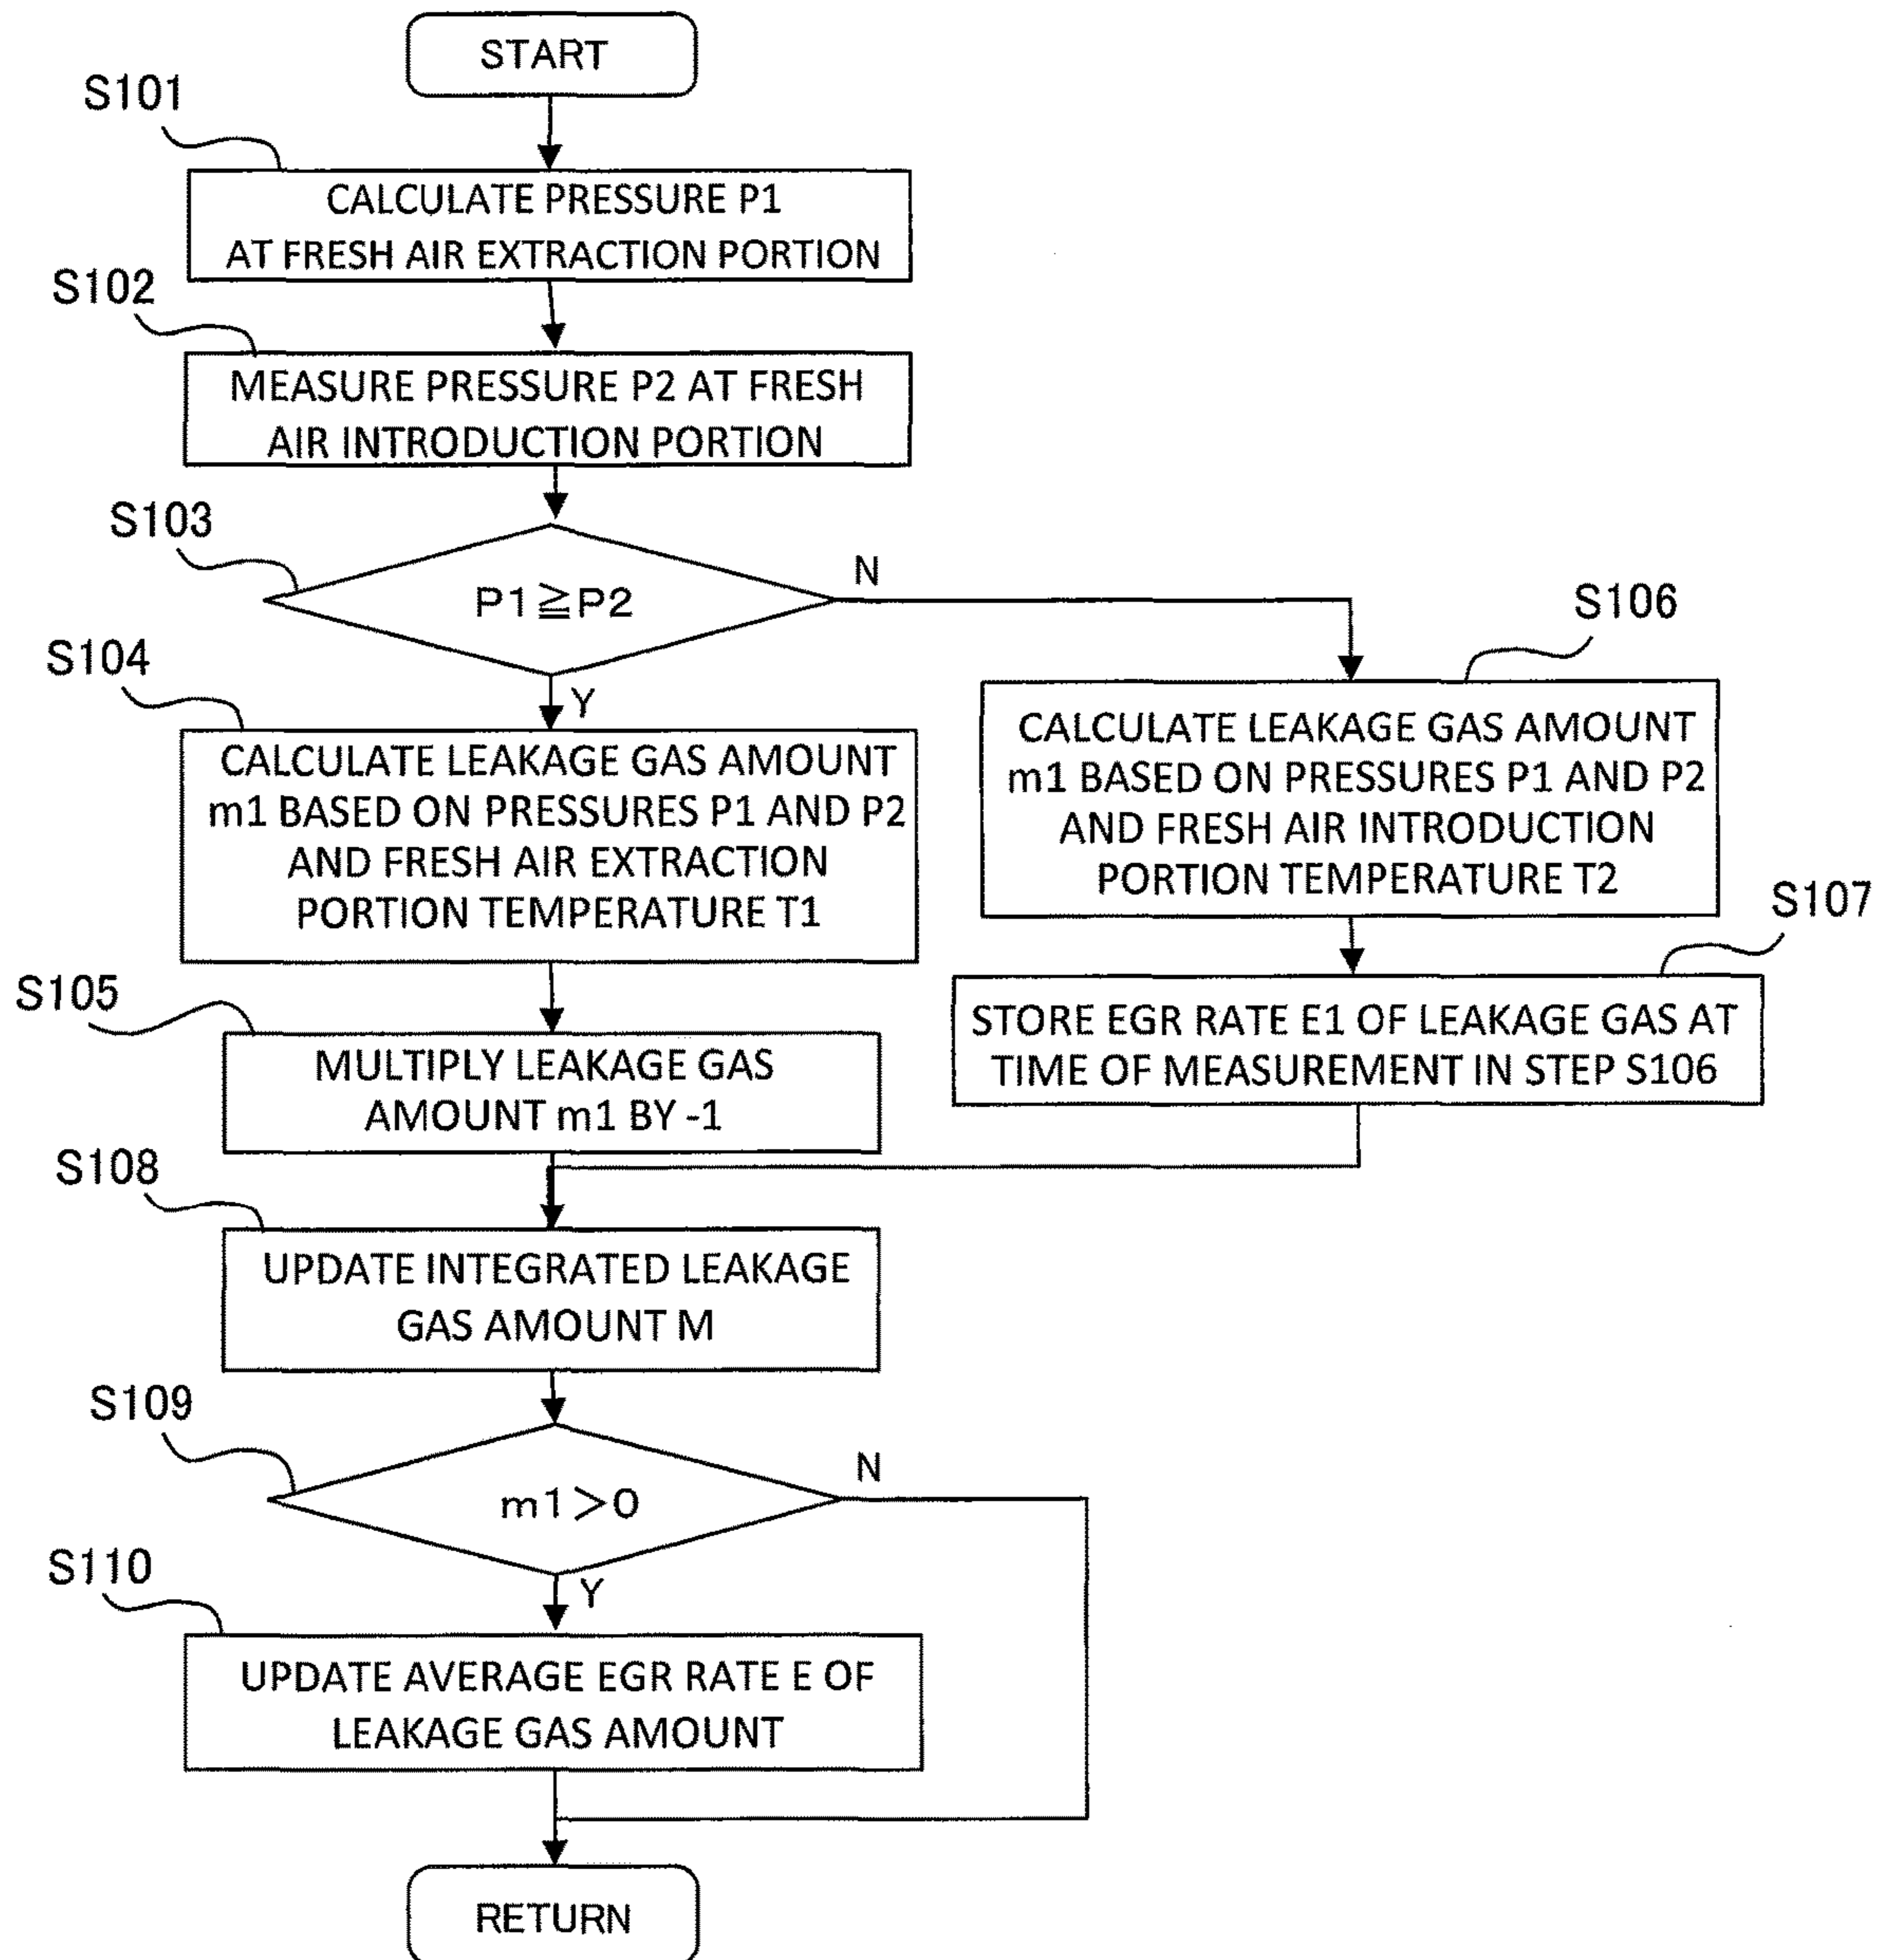 START
S101
CALCULATE PRESSURE P1
AT FRESH AIR EXTRACTION PORTION
S102
MEASURE PRESSURE P2 AT FRESH
AIR INTRODUCTION PORTION
S103
P1≧P2
N
Y
S104
CALCULATE LEAKAGE GAS AMOUNT
m1 BASED ON PRESSURES P1 AND P2
AND FRESH AIR EXTRACTION
PORTION TEMPERATURE T1
S106
CALCULATE LEAKAGE GAS AMOUNT
m1 BASED ON PRESSURES P1 AND P2
AND FRESH AIR INTRODUCTION
PORTION TEMPERATURE T2
S105
MULTIPLY LEAKAGE GAS
AMOUNT m1 BY -1
S107
STORE EGR RATE E1 OF LEAKAGE GAS AT
TIME OF MEASUREMENT IN STEP S106
S108
UPDATE INTEGRATED LEAKAGE
GAS AMOUNT M
S109
m1>0
N
Y
S110
UPDATE AVERAGE EGR RATE E OF
LEAKAGE GAS AMOUNT
RETURN